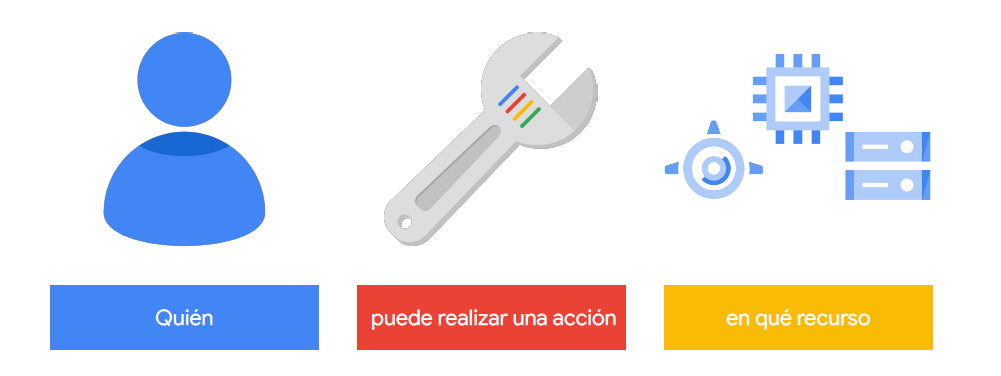 Quién
puede realizar una acción
en qué recurso